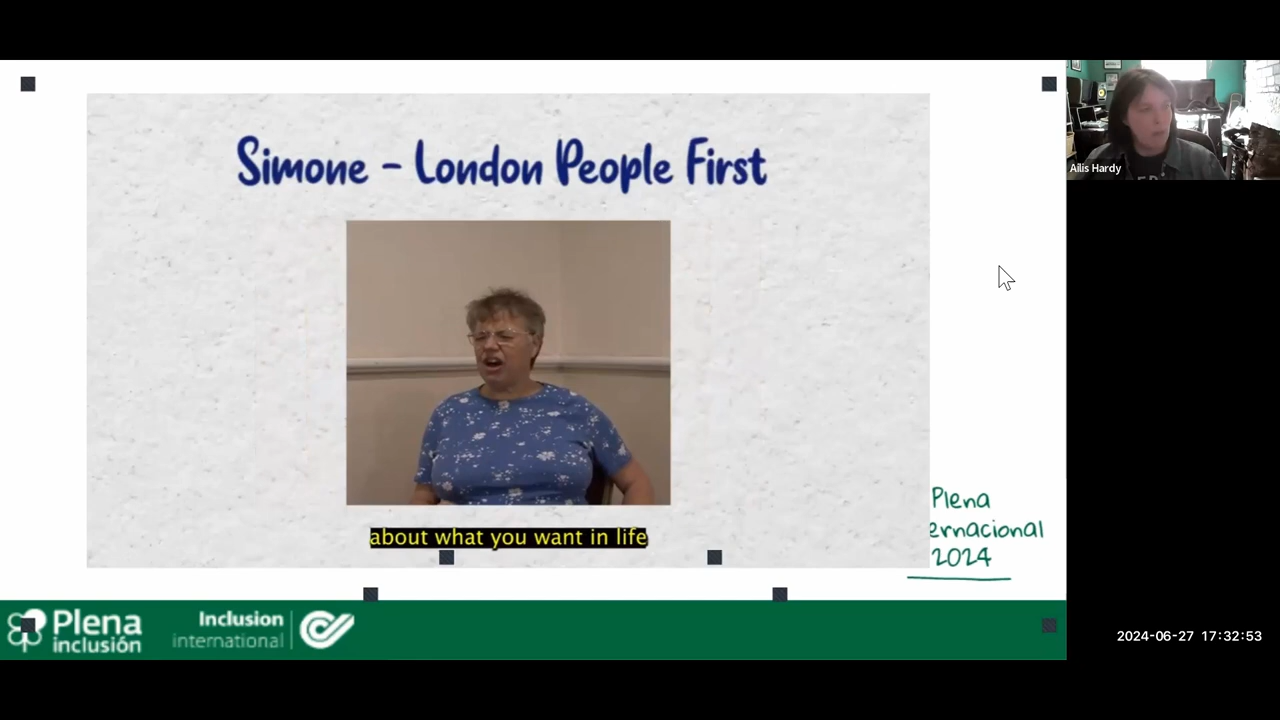 Simone - London People First
Ailis Hardy
about what you want in life
Plena
ernacional
2024
Plena
inclusión
Inclusion
international
2024-06-27 17:32:53